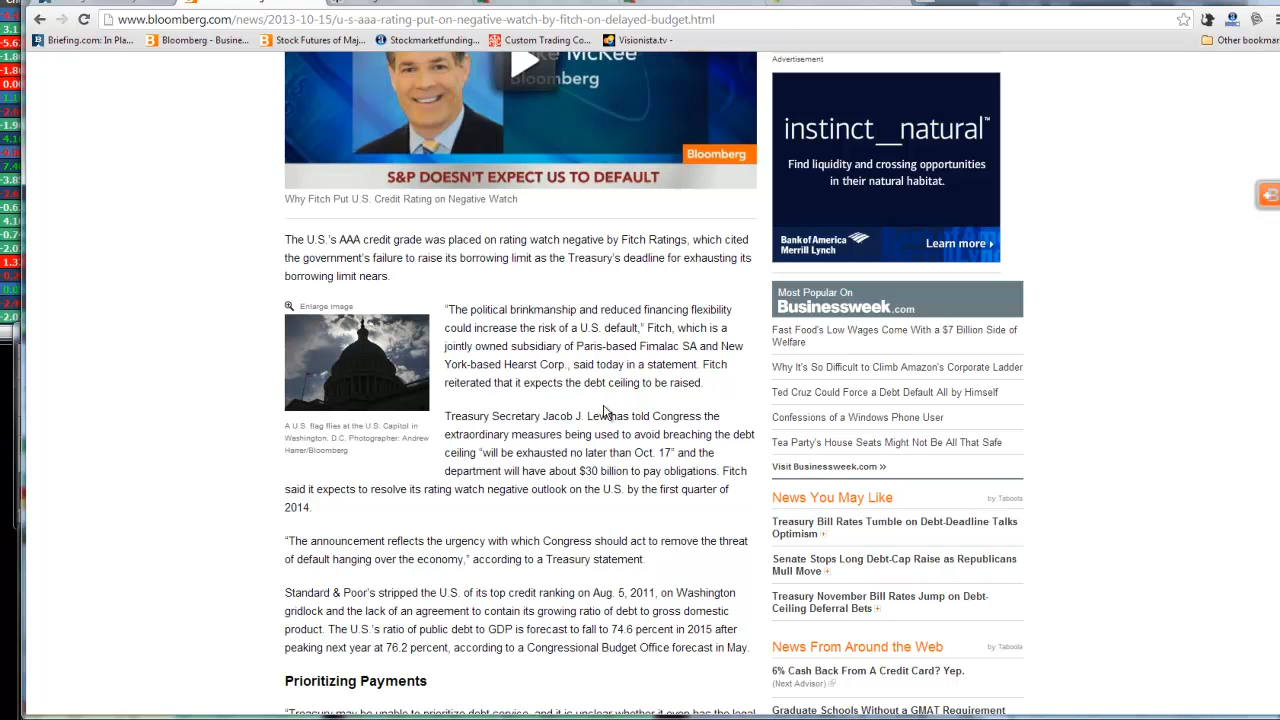 www.bloomberg.com/news/2013-10-15/u-s-aaa-rating-put-on-negative-watch-by-fitch-on-delayed-budget.html
Briefing.com: In Pla...
Bloomberg - Busine...
Stock Futures of Maj...
Stockmarketfunding...
Custom Trading Co...
Visionista.tv -
Other bookmar
McKee
Bloomberg
Bloomberg
S&P DOESN'T EXPECT US TO DEFAULT
Why Fitch Put U.S. Credit Rating on Negative Watch
The U.S.'s AAA credit grade was placed on rating watch negative by Fitch Ratings, which cited
the government's failure to raise its borrowing limit as the Treasury's deadline for exhausting its
borrowing limit nears.
Enlarge image
A U.S. flag flies at the U.S. Capitol in
Washington, D.C. Photographer: Andrew
Harrer/Bloomberg
“The political brinkmanship and reduced financing flexibility
could increase the risk of a U.S. default,” Fitch, which is a
jointly owned subsidiary of Paris-based Fimalac SA and New
York-based Hearst Corp., said today in a statement. Fitch
reiterated that it expects the debt ceiling to be raised.
Treasury Secretary Jacob J. Lew has told Congress the
extraordinary measures being used to avoid breaching the debt
ceiling “will be exhausted no later than Oct. 17” and the
department will have about $30 billion to pay obligations. Fitch
said it expects to resolve its rating watch negative outlook on the U.S. by the first quarter of
2014.
“The announcement reflects the urgency with which Congress should act to remove the threat
of default hanging over the economy,” according to a Treasury statement.
Standard & Poor's stripped the U.S. of its top credit ranking on Aug. 5, 2011, on Washington
gridlock and the lack of an agreement to contain its growing ratio of debt to gross domestic
product. The U.S.'s ratio of public debt to GDP is forecast to fall to 74.6 percent in 2015 after
peaking next year at 76.2 percent, according to a Congressional Budget Office forecast in May.
Prioritizing Payments
“Treasury may be unable to prioritize debt service, and it is unclear whether it even has the legal
Advertisement
instinct__natural™
Find liquidity and crossing opportunities
in their natural habitat.
Bank of America
Merrill Lynch
Learn more
Most Popular On
Businessweek.com
Fast Food's Low Wages Come With a $7 Billion Side of
Welfare
Why It's So Difficult to Climb Amazon's Corporate Ladder
Ted Cruz Could Force a Debt Default All by Himself
Confessions of a Windows Phone User
Tea Party's House Seats Might Not Be All That Safe
Visit Businessweek.com »
News You May Like
by Taboola
Treasury Bill Rates Tumble on Debt-Deadline Talks
Optimism
Senate Stops Long Debt-Cap Raise as Republicans
Mull Move
Treasury November Bill Rates Jump on Debt-
Ceiling Deferral Bets
News From Around the Web
by Taboola
6% Cash Back From A Credit Card? Yep.
(Next Advisor)
Graduate Schools Without a GMAT Requirement